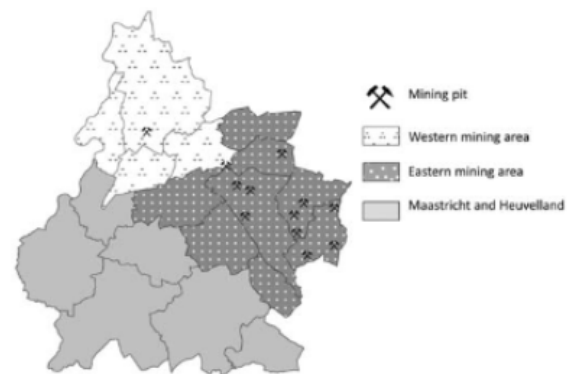 Mining pit
Western mining area
Eastern mining area
Maastricht and Heuvelland